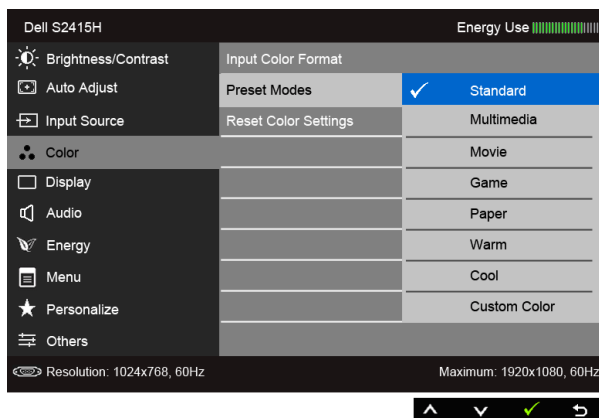 Dell S2415H Energy Use
Brightness/Contrast Input Color Format
Auto Adjust Preset Modes Standard
Input Source Reset Color Settings Multimedia
Color Movie
Display Game
Audio Paper
Energy Warm
Menu Cool
Personalize Custom Color
Others
Resolution: 1024x768, 60Hz Maximum: 1920x1080, 60Hz